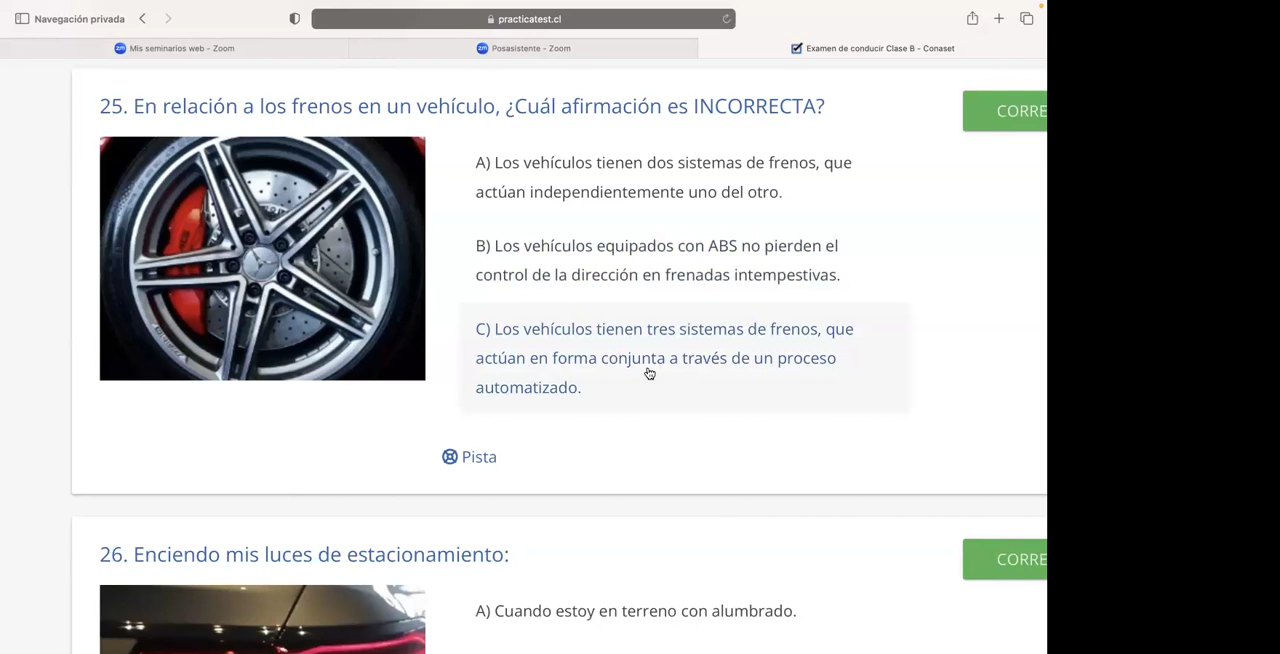 Navegación privada
practicatest.cl
Mis seminarios web - Zoom
Posasistente - Zoom
Examen de conducir Clase B - Conaset
25. En relación a los frenos en un vehículo, ¿Cuál afirmación es INCORRECTA?
CORRE
A) Los vehículos tienen dos sistemas de frenos, que
actúan independientemente uno del otro.
B) Los vehículos equipados con ABS no pierden el
control de la dirección en frenadas intempestivas.
C) Los vehículos tienen tres sistemas de frenos, que
actúan en forma conjunta a través de un proceso
automatizado.
Pista
26. Enciendo mis luces de estacionamiento:
CORRE
A) Cuando estoy en terreno con alumbrado.